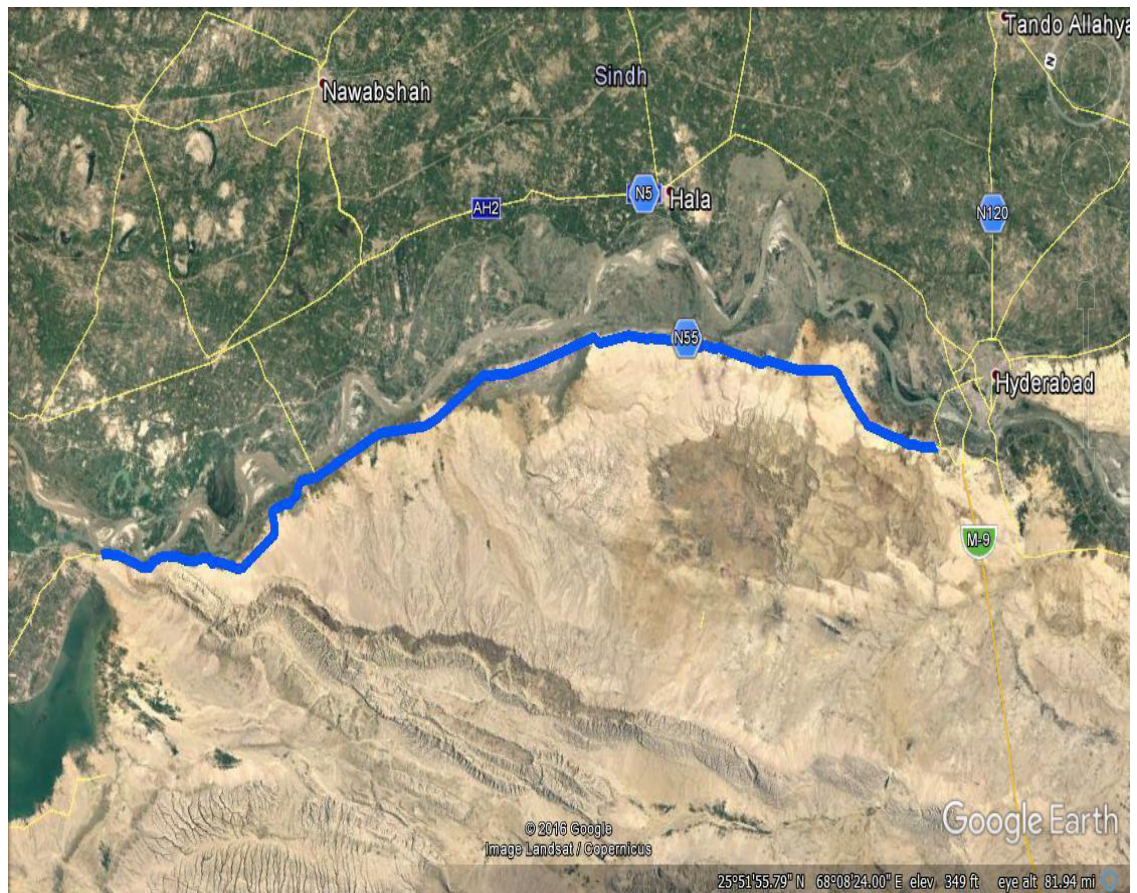 Tando Allahya
N
Sindh
Nawabshah
N5
Hala
AH2
N120
N55
Hyderabad
M-9
Google Earth
© 2016 Google
Image Landsat / Copernicus
25°51'55.79" N 68°08'24.00" E elev 349 ft eye alt 81.94 mi